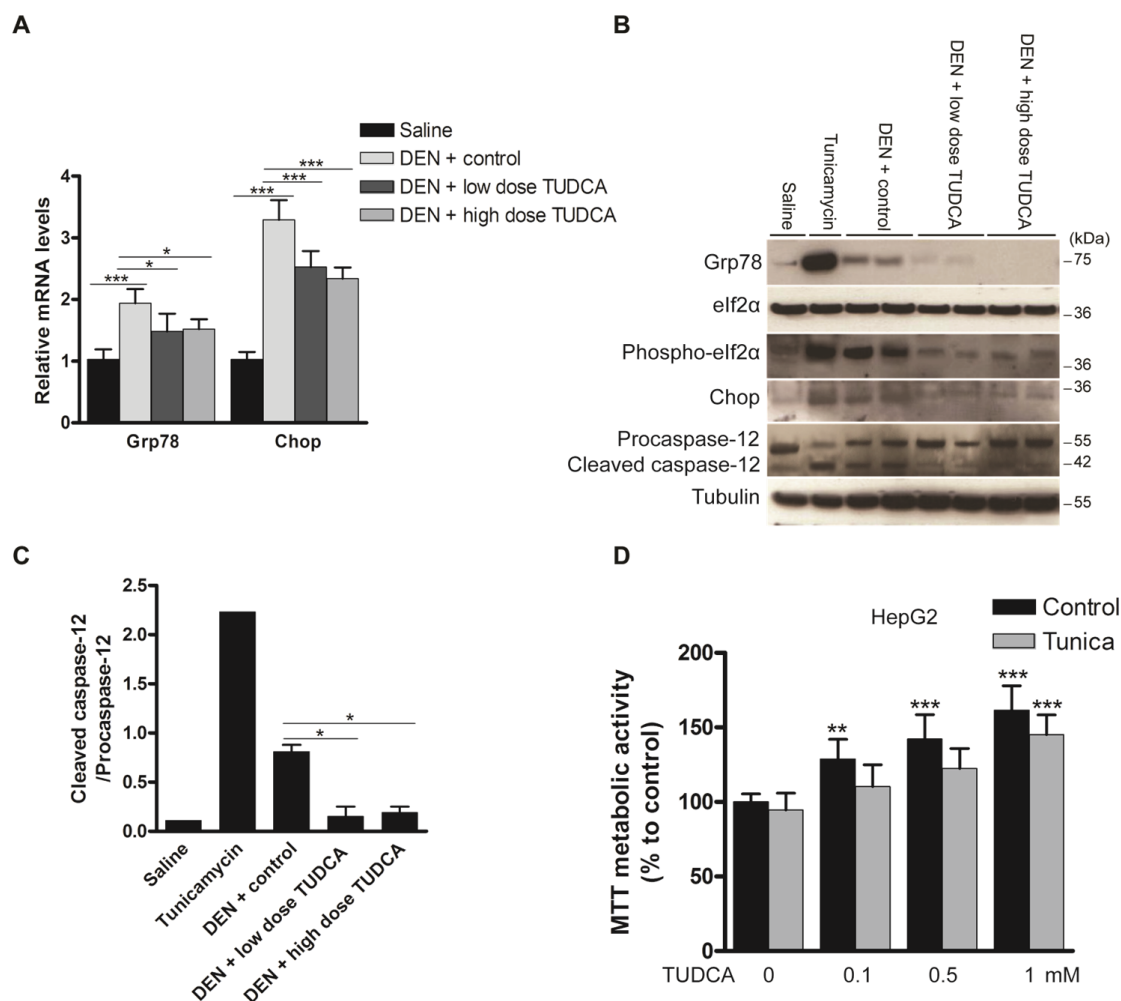 A
Saline
DEN + control
DEN + low dose TUDCA
DEN + high dose TUDCA
Relative mRNA levels
4
3
2
1
0
***
*
*
***
***
***
Grp78
Chop
B
Saline
Tunicamycin
DEN + control
DEN + low dose TUDCA
DEN + high dose TUDCA
(kDa)
Grp78
75
eIf2α
36
Phospho-eIf2α
36
Chop
36
Procaspase-12
55
Cleaved caspase-12
42
Tubulin
55
C
Cleaved caspase-12
/Procaspase-12
2.5
2.0
1.5
1.0
0.5
0.0
*
*
Saline
Tunicamycin
DEN + control
DEN + low dose TUDCA
DEN + high dose TUDCA
D
HepG2
Control
Tunica
MTT metabolic activity
(% to control)
200
150
100
50
0
**
***
***
***
TUDCA 0 0.1 0.5 1 mM